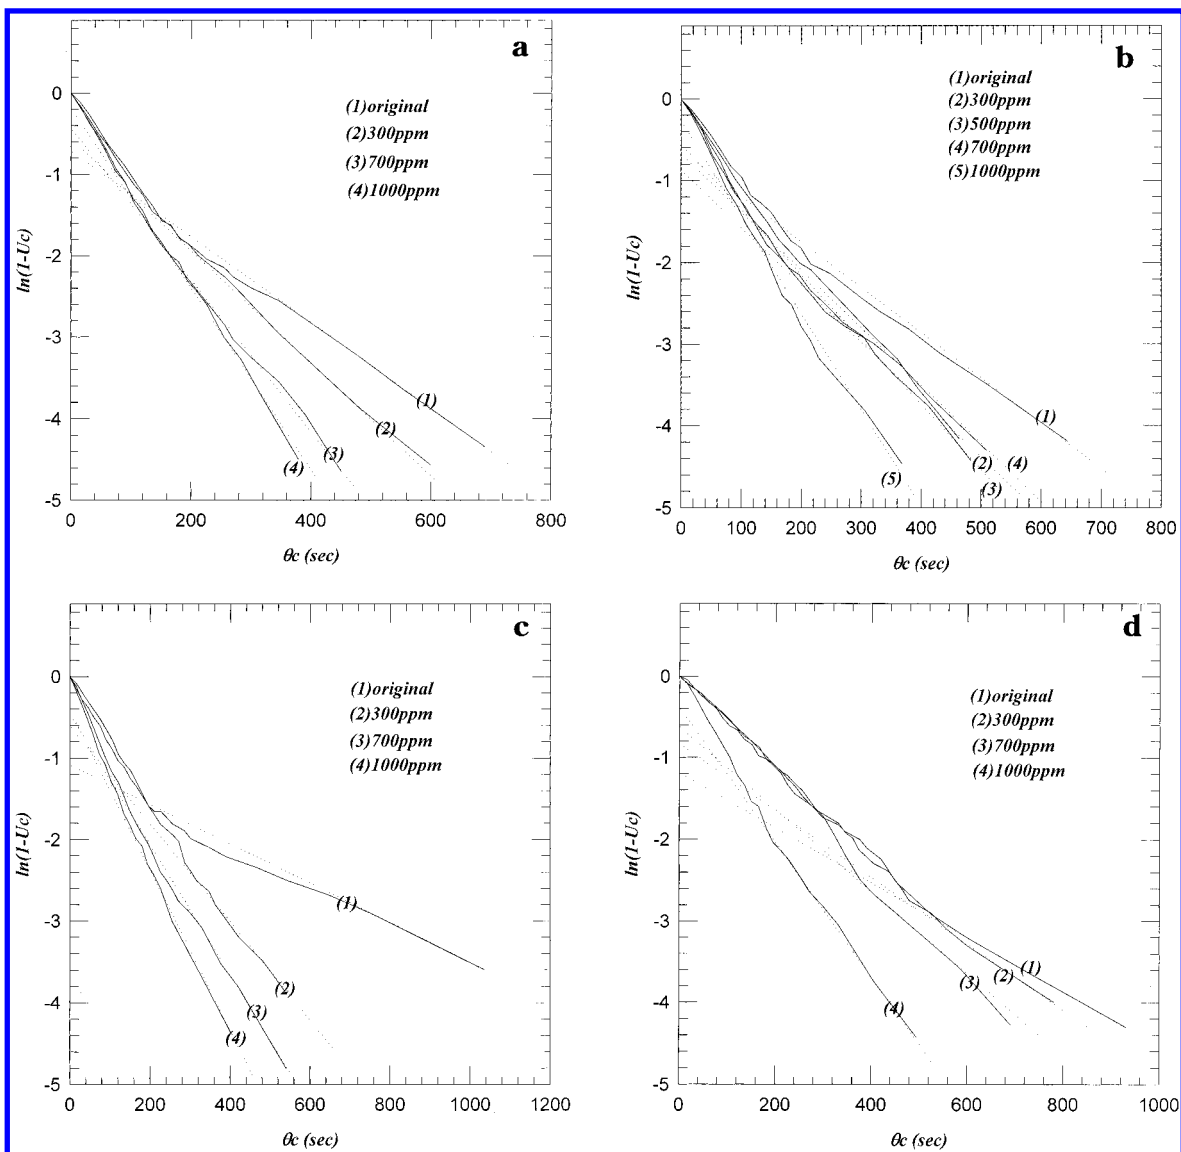 a
(1)original
(2)300ppm
(3)700ppm
(4)1000ppm
0
-1
-2
-3
-4
-5
ln(1-Uc)
(1)
(2)
(3)
(4)
0 200 400 600 800
θc (sec)
b
(1)original
(2)300ppm
(3)500ppm
(4)700ppm
(5)1000ppm
0
-1
-2
-3
-4
-5
ln(1-Uc)
(1)
(2)
(4)
(5)
(3)
0 100 200 300 400 500 600 700 800
θc (sec)
c
(1)original
(2)300ppm
(3)700ppm
(4)1000ppm
0
-1
-2
-3
-4
-5
ln(1-Uc)
(1)
(2)
(3)
(4)
0 200 400 600 800 1000 1200
θc (sec)
d
(1)original
(2)300ppm
(3)700ppm
(4)1000ppm
0
-1
-2
-3
-4
-5
ln(1-Uc)
(1)
(2)
(3)
(4)
0 200 400 600 800 1000
θc (sec)